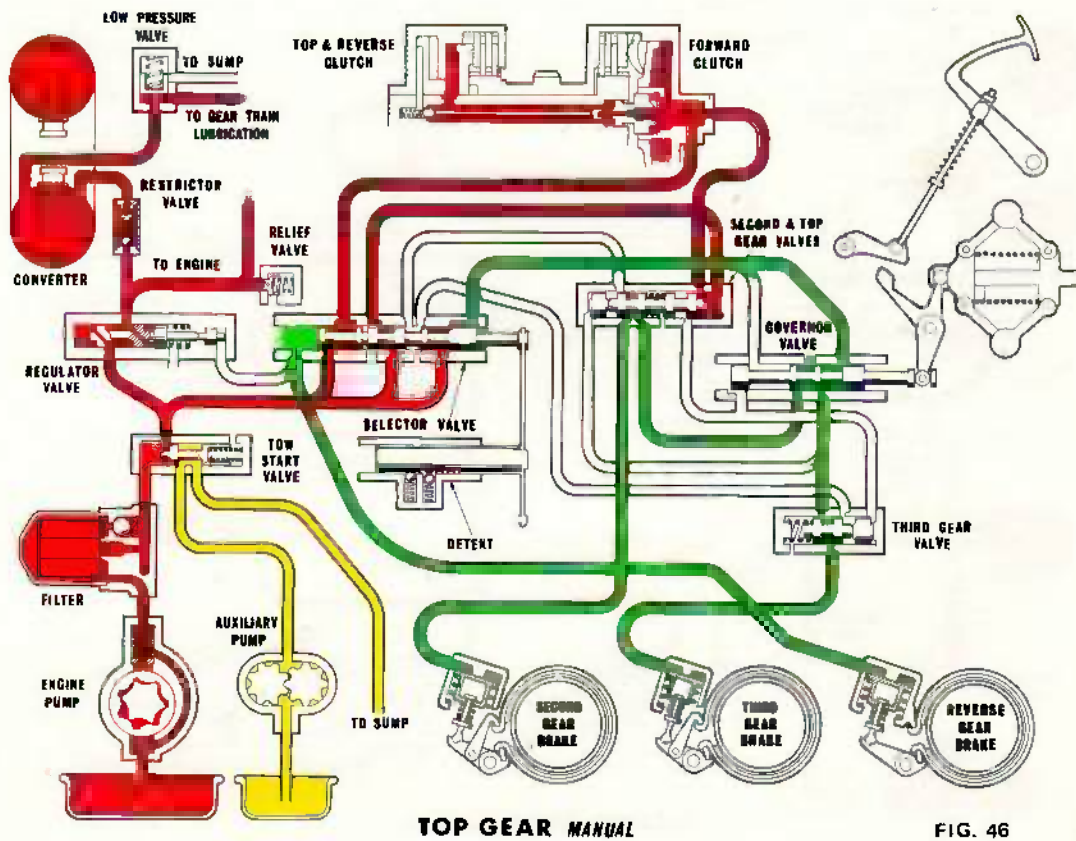 LOW PRESSURE
VALVE
TO SUMP
TO GEAR TRAIN
LUBRICATION
TOP & REVERSE
CLUTCH
FORWARD
CLUTCH
RESTRICTOR
VALVE
CONVERTER
TO ENGINE
RELIEF
VALVE
SECOND & TOP
GEAR VALVES
GOVERNOR
VALVE
REGULATOR
VALVE
SELECTOR VALVE
TOW
START
VALVE
DETENT
THIRD GEAR
VALVE
FILTER
AUXILIARY
PUMP
ENGINE
PUMP
TO SUMP
SECOND
GEAR
BRAKE
THIRD
GEAR
BRAKE
REVERSE
GEAR
BRAKE
TOP GEAR MANUAL
FIG. 46